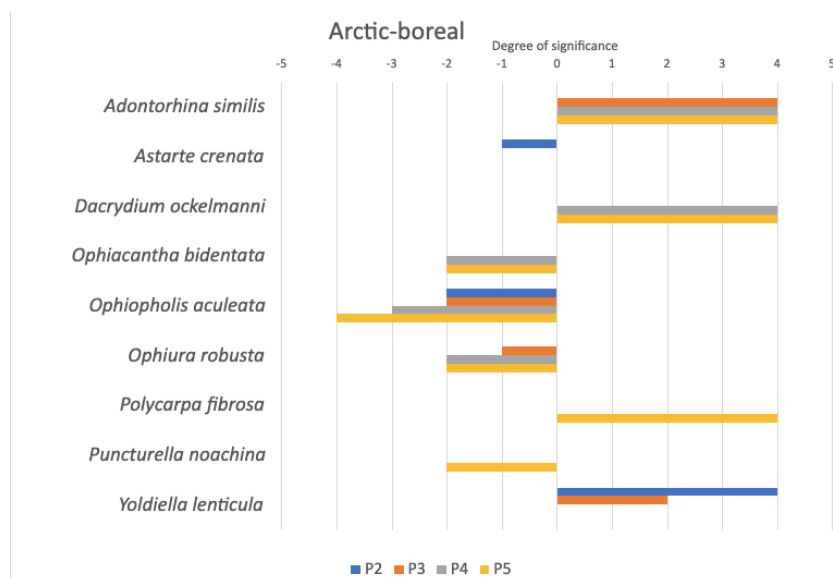 Arctic-boreal
Degree of significance
-5 -4 -3 -2 -1 0 1 2 3 4 5
Adontorhina similis
Astarte crenata
Dacrydium ockelmanni
Ophiacantha bidentata
Ophiopholis aculeata
Ophiura robusta
Polycarpa fibrosa
Puncturella noachina
Yoldiella lenticula
P2 P3 P4 P5